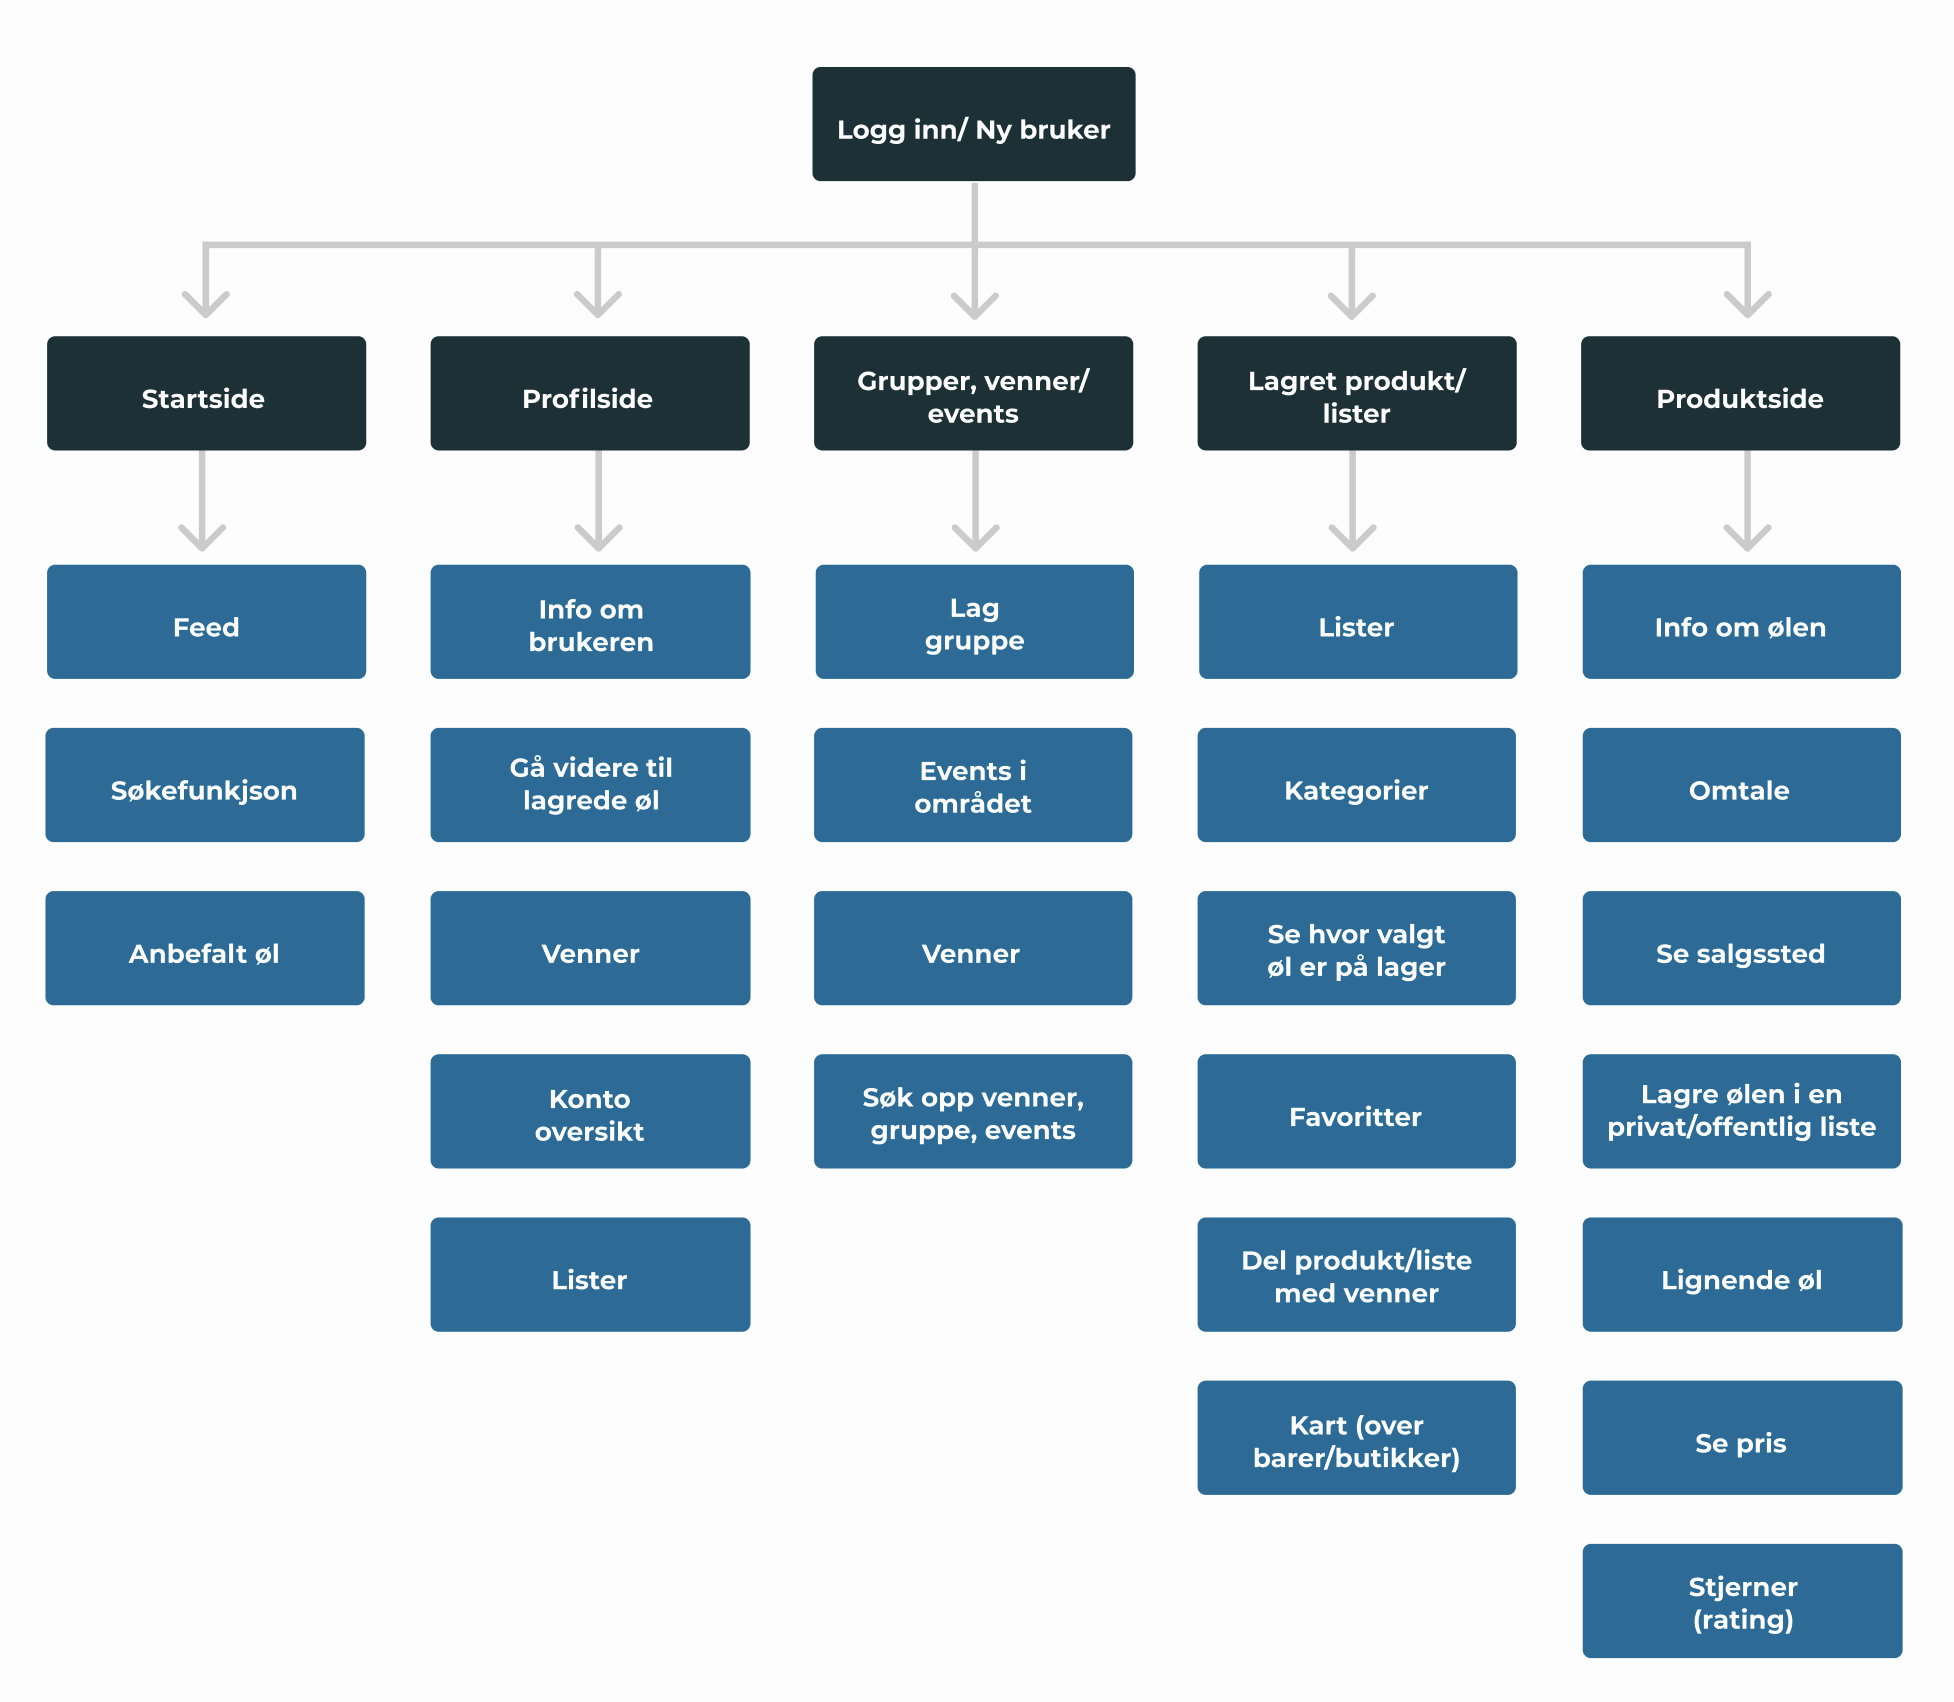 Logg inn/ Ny bruker
Startside
Profilside
Grupper, venner/
events
Lagret produkt/
lister
Produktside
Feed
Info om
brukeren
Lag
gruppe
Lister
Info om ølen
Søkefunkjson
Gå videre til
lagrede øl
Events i
området
Kategorier
Omtale
Anbefalt øl
Venner
Venner
Se hvor valgt
øl er på lager
Se salgssted
Konto
oversikt
Søk opp venner,
gruppe, events
Favoritter
Lagre ølen i en
privat/offentlig liste
Lister
Del produkt/liste
med venner
Lignende øl
Kart (over
barer/butikker)
Se pris
Stjerner
(rating)